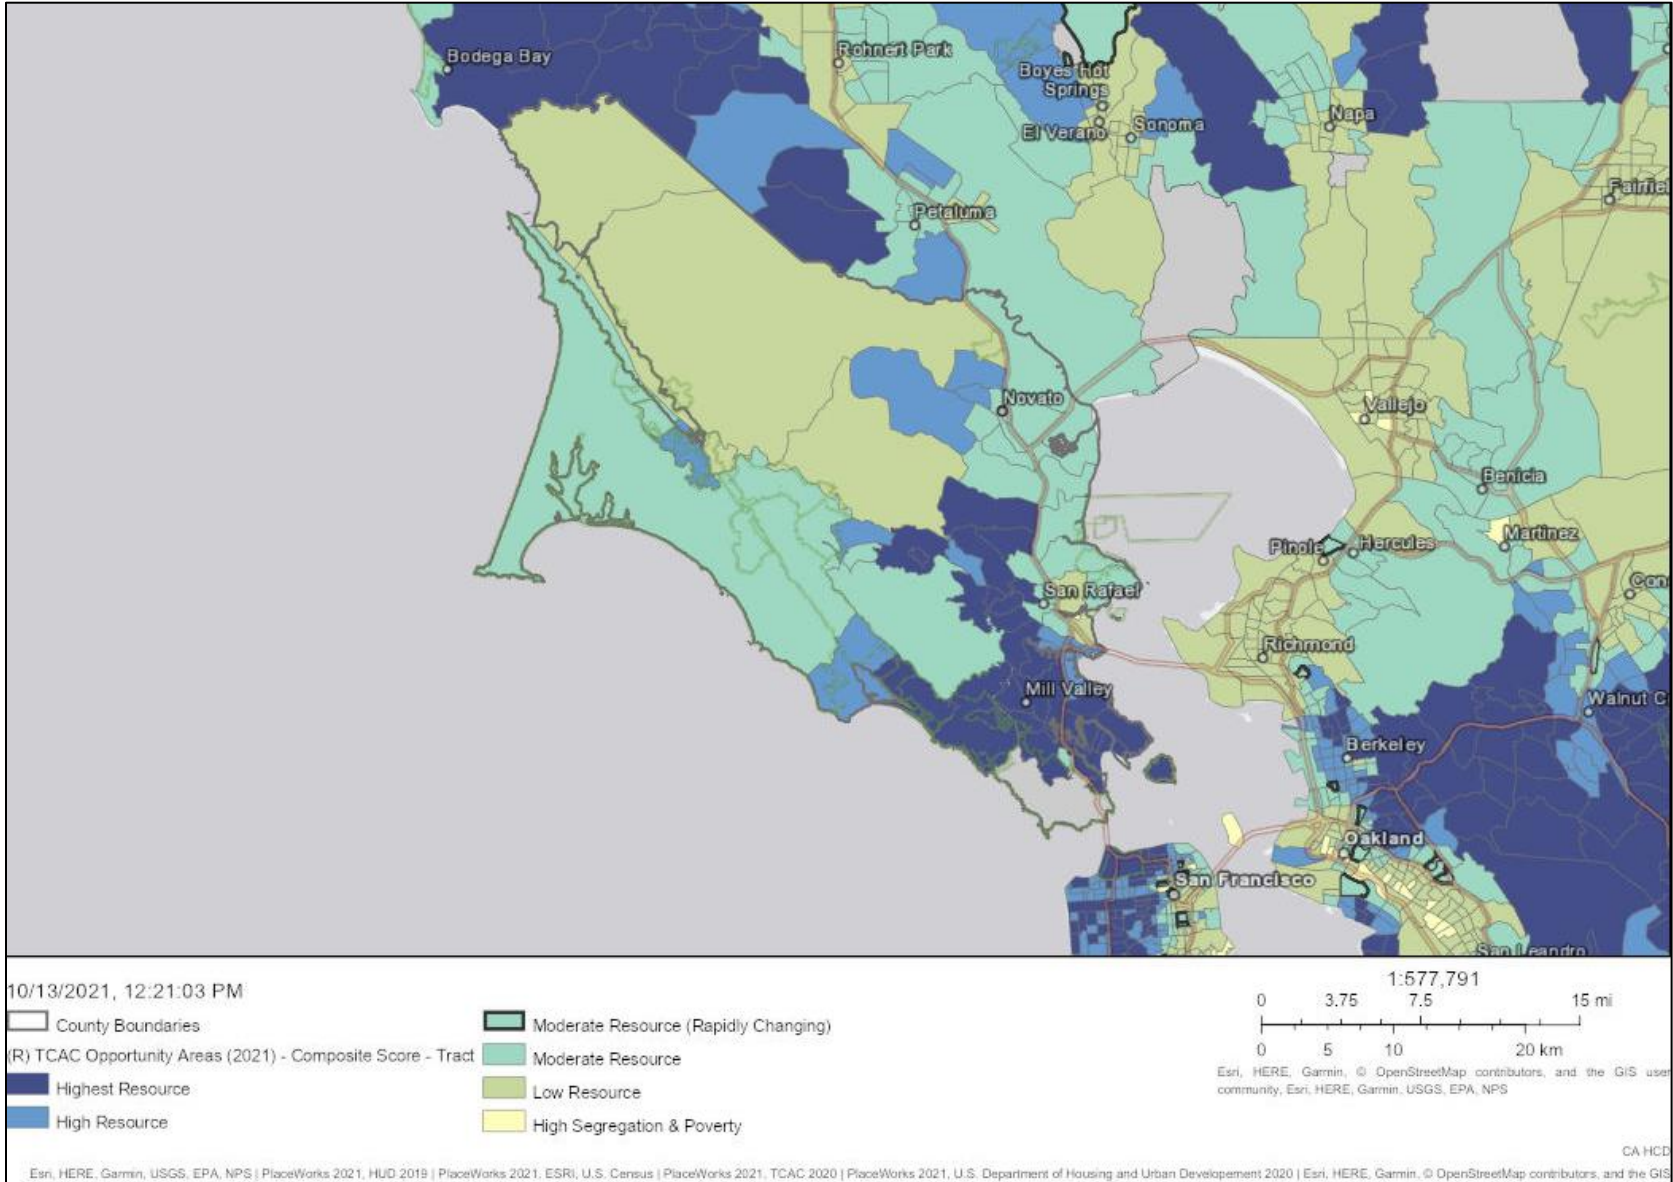 Bodega Bay
Rohnert Park
Boyes Hot
Springs
El Verano
Sonoma
Napa
Fairfie
Petaluma
Novato
Vallejo
Benicia
Martinez
Pinole
Hercules
Con
San Rafael
Richmond
Mill Valley
Walnut C
Berkeley
Oakland
San Francisco
San Leandro
10/13/2021, 12:21:03 PM
County Boundaries
(R) TCAC Opportunity Areas (2021) - Composite Score - Tract
Highest Resource
High Resource
Moderate Resource (Rapidly Changing)
Moderate Resource
Low Resource
High Segregation & Poverty
1:577,791
0 3.75 7.5 15 mi
0 5 10 20 km
Esri, HERE, Garmin, © OpenStreetMap contributors, and the GIS user
community, Esri, HERE, Garmin, USGS, EPA, NPS
CA HCD
Esri, HERE, Garmin, USGS, EPA, NPS | PlaceWorks 2021, HUD 2019 | PlaceWorks 2021, ESRI, U.S. Census | PlaceWorks 2021, TCAC 2020 | PlaceWorks 2021, U.S. Department of Housing and Urban Developement 2020 | Esri, HERE, Garmin, © OpenStreetMap contributors, and the GIS